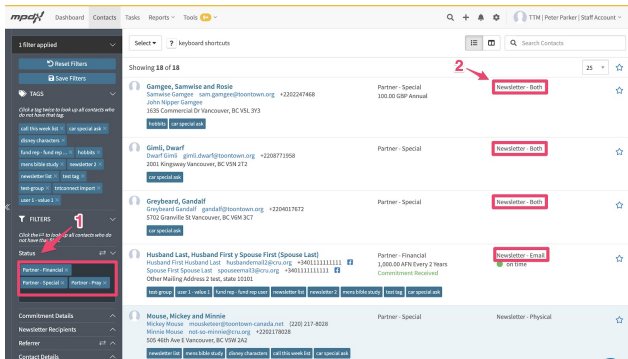 mpdX Dashboard Contacts Tasks Reports Tools TTM | Peter Parker | Staff Account
1 filter applied
Select ? keyboard shortcuts
Search Contacts
Reset Filters
Save Filters
Showing 18 of 18
25
2
TAGS
Click a tag twice to look up all contacts who
do not have that tag.
call this week list × car special ask ×
disney characters ×
fund rep - fund rep... × hobbits ×
mens bible study × newsletter 2 ×
newsletter list × test tag ×
test-group × tntconnect import ×
user 1 - value 1 ×
FILTERS
1
Click the to look up all contacts who do
not have that
Status
Partner - Financial ×
Partner - Special × Partner - Pray ×
Commitment Details
Newsletter Recipients
Referrer
Contact Details
Gamgee, Samwise and Rosie
Samwise Gamgee sam.gamgee@toontown.org +2202247468
John Nipper Gamgee
1635 Commercial Dr Vancouver, BC V5L 3Y3
hobbits car special ask
Partner - Special
100.00 GBP Annual
Newsletter - Both
Gimli, Dwarf
Dwarf Gimli gimli.dwarf@toontown.org +2208771958
2001 Kingsway Vancouver, BC V5N 2T2
car special ask
Partner - Special
Newsletter - Both
Greybeard, Gandalf
Greybeard Gandalf gandalf@toontown.org +2204017672
5702 Granville St Vancouver, BC V6M 3C7
car special ask
Partner - Special
Newsletter - Both
Husband Last, Husband First y Spouse First (Spouse Last)
Husband First Husband Last husbandemail2@cru.org +3401111111111
Spouse First Spouse Last spouseemail3@cru.org +3401111111111
Other Mailing Address 2 test, state 10101
test-group user 1 - value 1 fund rep - fund rep user newsletter list newsletter 2 mens bible study test tag car special ask
Partner - Financial
1,000.00 AFN Every 2 Years
Commitment Received
Newsletter - Email
on time
Mouse, Mickey and Minnie
Mickey Mouse mousketeer@toontown-canada.net (220) 217-8028
Minnie Mouse not-so-minnie@cru.org +2202178028
505 46th Ave E Vancouver, BC V5W 2A2
newsletter list mens bible study disney characters call this week list car special ask
Partner - Special
Newsletter - Physical